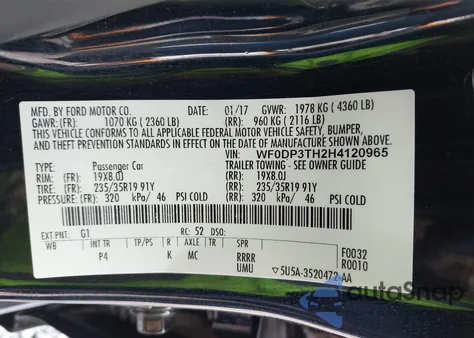 MFD. BY FORD MOTOR CO. DATE: 01/17 GVWR: 1978 KG (4360 LB)
GAWR: (FR): 1070 KG (2360 LB) (RR): 960 KG (2116 LB)
THIS VEHICLE CONFORMS TO ALL APPLICABLE FEDERAL MOTOR VEHICLE SAFETY, BUMPER,
AND THEFT PREVENTION STANDARDS IN EFFECT ON THE DATE OF MANUFACTURE SHOWN ABOVE.
VIN: WF0DP3TH2H4120965
TYPE: Passenger Car TRAILER TOWING - SEE OWNER GUIDE
RIMS: (FR): 19X8.0J (RR): 19X8.0J
TIRES: (FR): 235/35R19 91Y (RR): 235/35R19 91Y
PRESSURE: (FR): 320 kPa/ 46 PSI COLD (RR): 320 kPa/ 46 PSI COLD
EXT PNT: G1 RC: 52 DSO:
WB INT TR TP/PS R AXLE TR SPR
P4 K MC RRRR
UMU
F0032
R0010
5U5A-3520472-AA
autoSnap